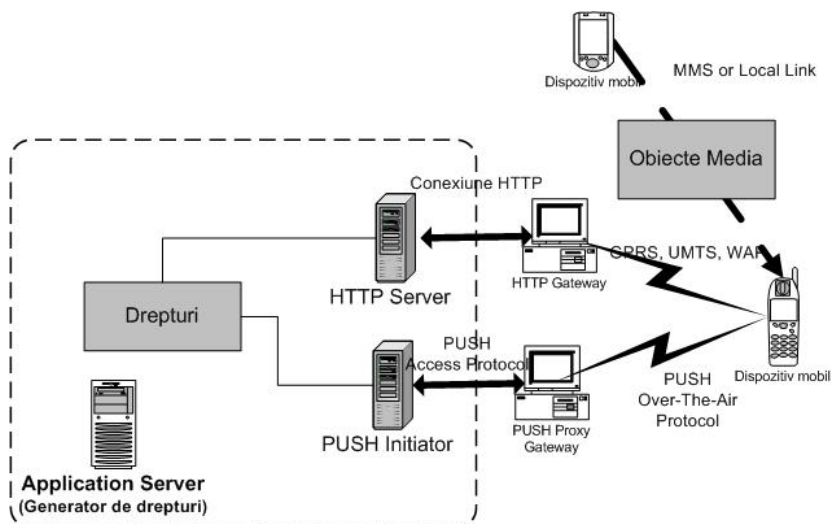 Dispozitiv mobil
MMS or Local Link
Obiecte Media
Conexiune HTTP
GPRS, UMTS, WAP
HTTP Gateway
HTTP Server
Drepturi
PUSH
Access Protocol
Dispozitiv mobil
PUSH
Over-The-Air
Protocol
PUSH Initiator
PUSH Proxy
Gateway
Application Server
(Generator de drepturi)